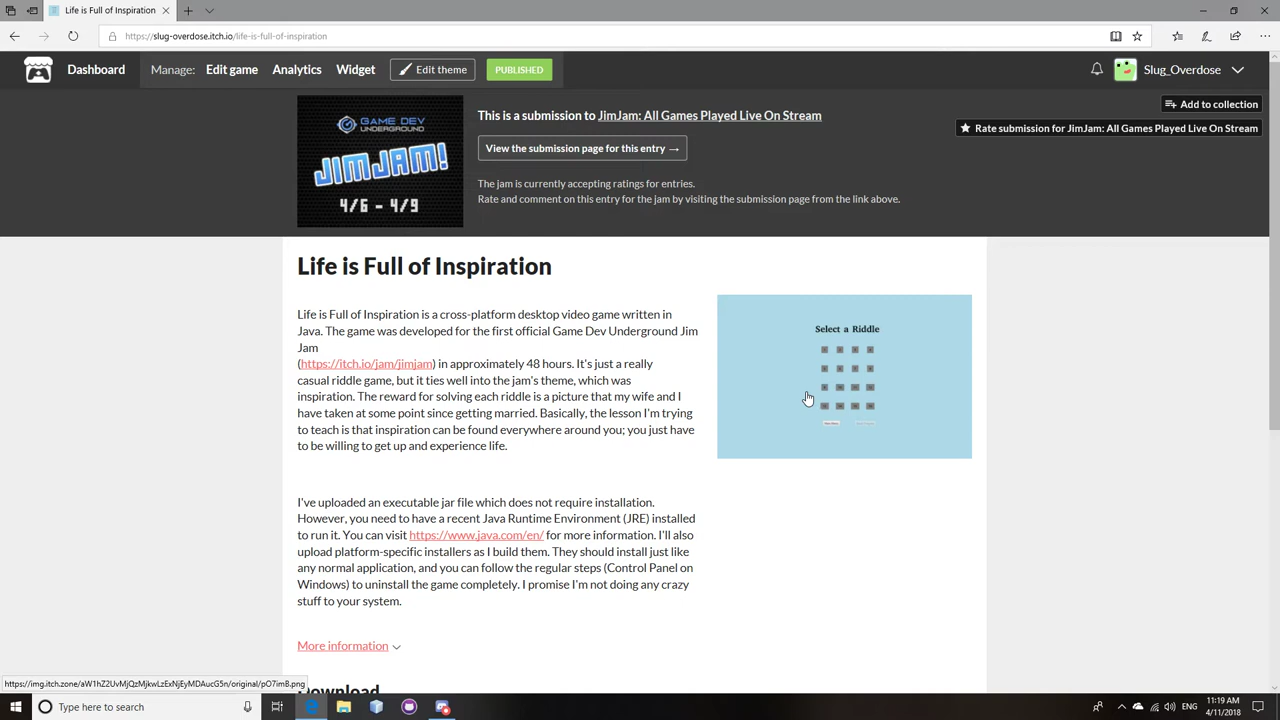 Life is Full of Inspiration
https://slug-overdose.itch.io/life-is-full-of-inspiration
Dashboard
Manage: Edit game Analytics Widget Edit theme PUBLISHED
Slug_Overdose
GAME DEV
UNDERGROUND
JIMJAM!
4/6 - 4/9
This is a submission to JimJam: All Games Played Live On Stream
View the submission page for this entry →
The jam is currently accepting ratings for entries.
Rate and comment on this entry for the jam by visiting the submission page from the link above.
Add to collection
Rate submission for JimJam: All Games Played Live On Stream
Life is Full of Inspiration
Life is Full of Inspiration is a cross-platform desktop video game written in
Java. The game was developed for the first official Game Dev Underground Jim
Jam
(https://itch.io/jam/jimjam) in approximately 48 hours. It's just a really
casual riddle game, but it ties well into the jam's theme, which was
inspiration. The reward for solving each riddle is a picture that my wife and I
have taken at some point since getting married. Basically, the lesson I'm trying
to teach is that inspiration can be found everywhere around you; you just have
to be willing to get up and experience life.
I've uploaded an executable jar file which does not require installation.
However, you need to have a recent Java Runtime Environment (JRE) installed
to run it. You can visit https://www.java.com/en/ for more information. I'll also
upload platform-specific installers as I build them. They should install just like
any normal application, and you can follow the regular steps (Control Panel on
Windows) to uninstall the game completely. I promise I'm not doing any crazy
stuff to your system.
More information
Download
Select a Riddle
https://img.itch.zone/aW1hZ2UvMjQzMjkwLzExNjEyMDAucG5n/original/pO7imB.png
Type here to search
ENG
11:19 AM
4/11/2018